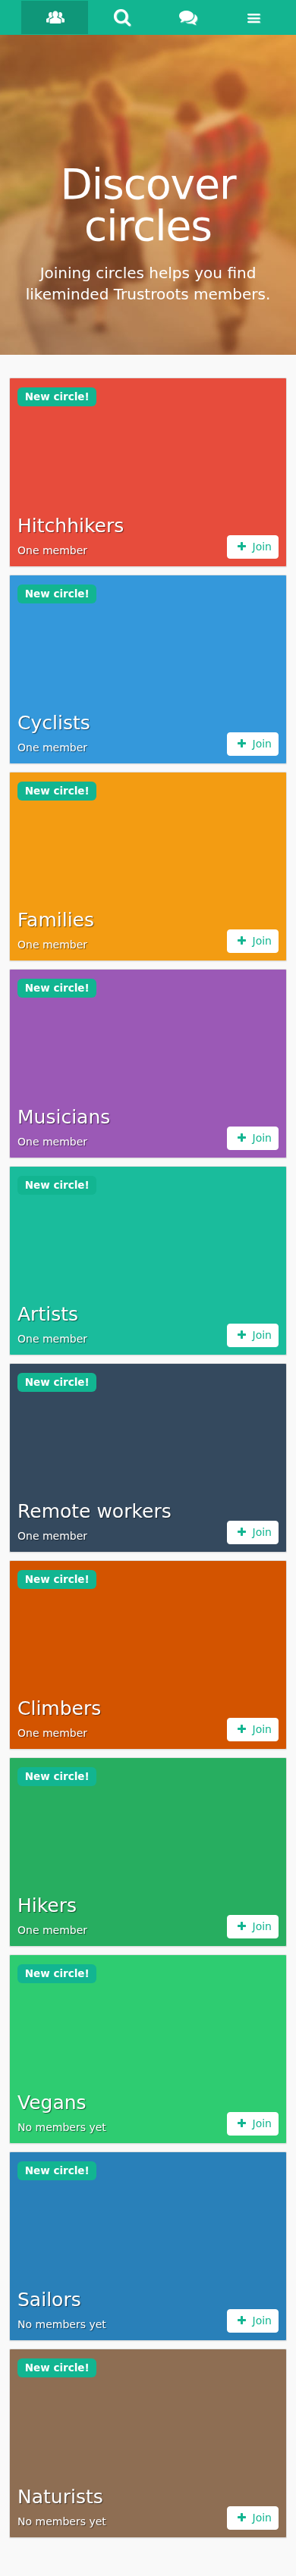 Discover
circles
Joining circles helps you find
likeminded Trustroots members.
New circle!
Hitchhikers
One member
Join
New circle!
Cyclists
One member
Join
New circle!
Families
One member
Join
New circle!
Musicians
One member
Join
New circle!
Artists
One member
Join
New circle!
Remote workers
One member
Join
New circle!
Climbers
One member
Join
New circle!
Hikers
One member
Join
New circle!
Vegans
No members yet
Join
New circle!
Sailors
No members yet
Join
New circle!
Naturists
No members yet
Join